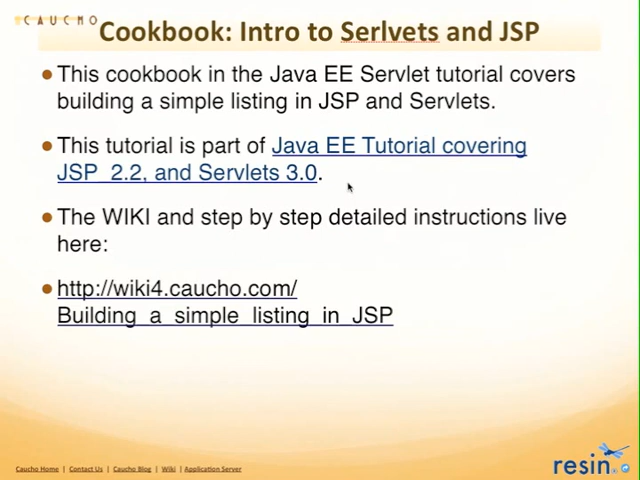 CAUCHO
Cookbook: Intro to Serlvets and JSP
This cookbook in the Java EE Servlet tutorial covers
building a simple listing in JSP and Servlets.
This tutorial is part of Java EE Tutorial covering
JSP 2.2, and Servlets 3.0.
The WIKI and step by step detailed instructions live
here:
http://wiki4.caucho.com/
Building_a_simple_listing_in_JSP
Caucho Home | Contact Us | Caucho Blog | Wiki | Application Server
resin